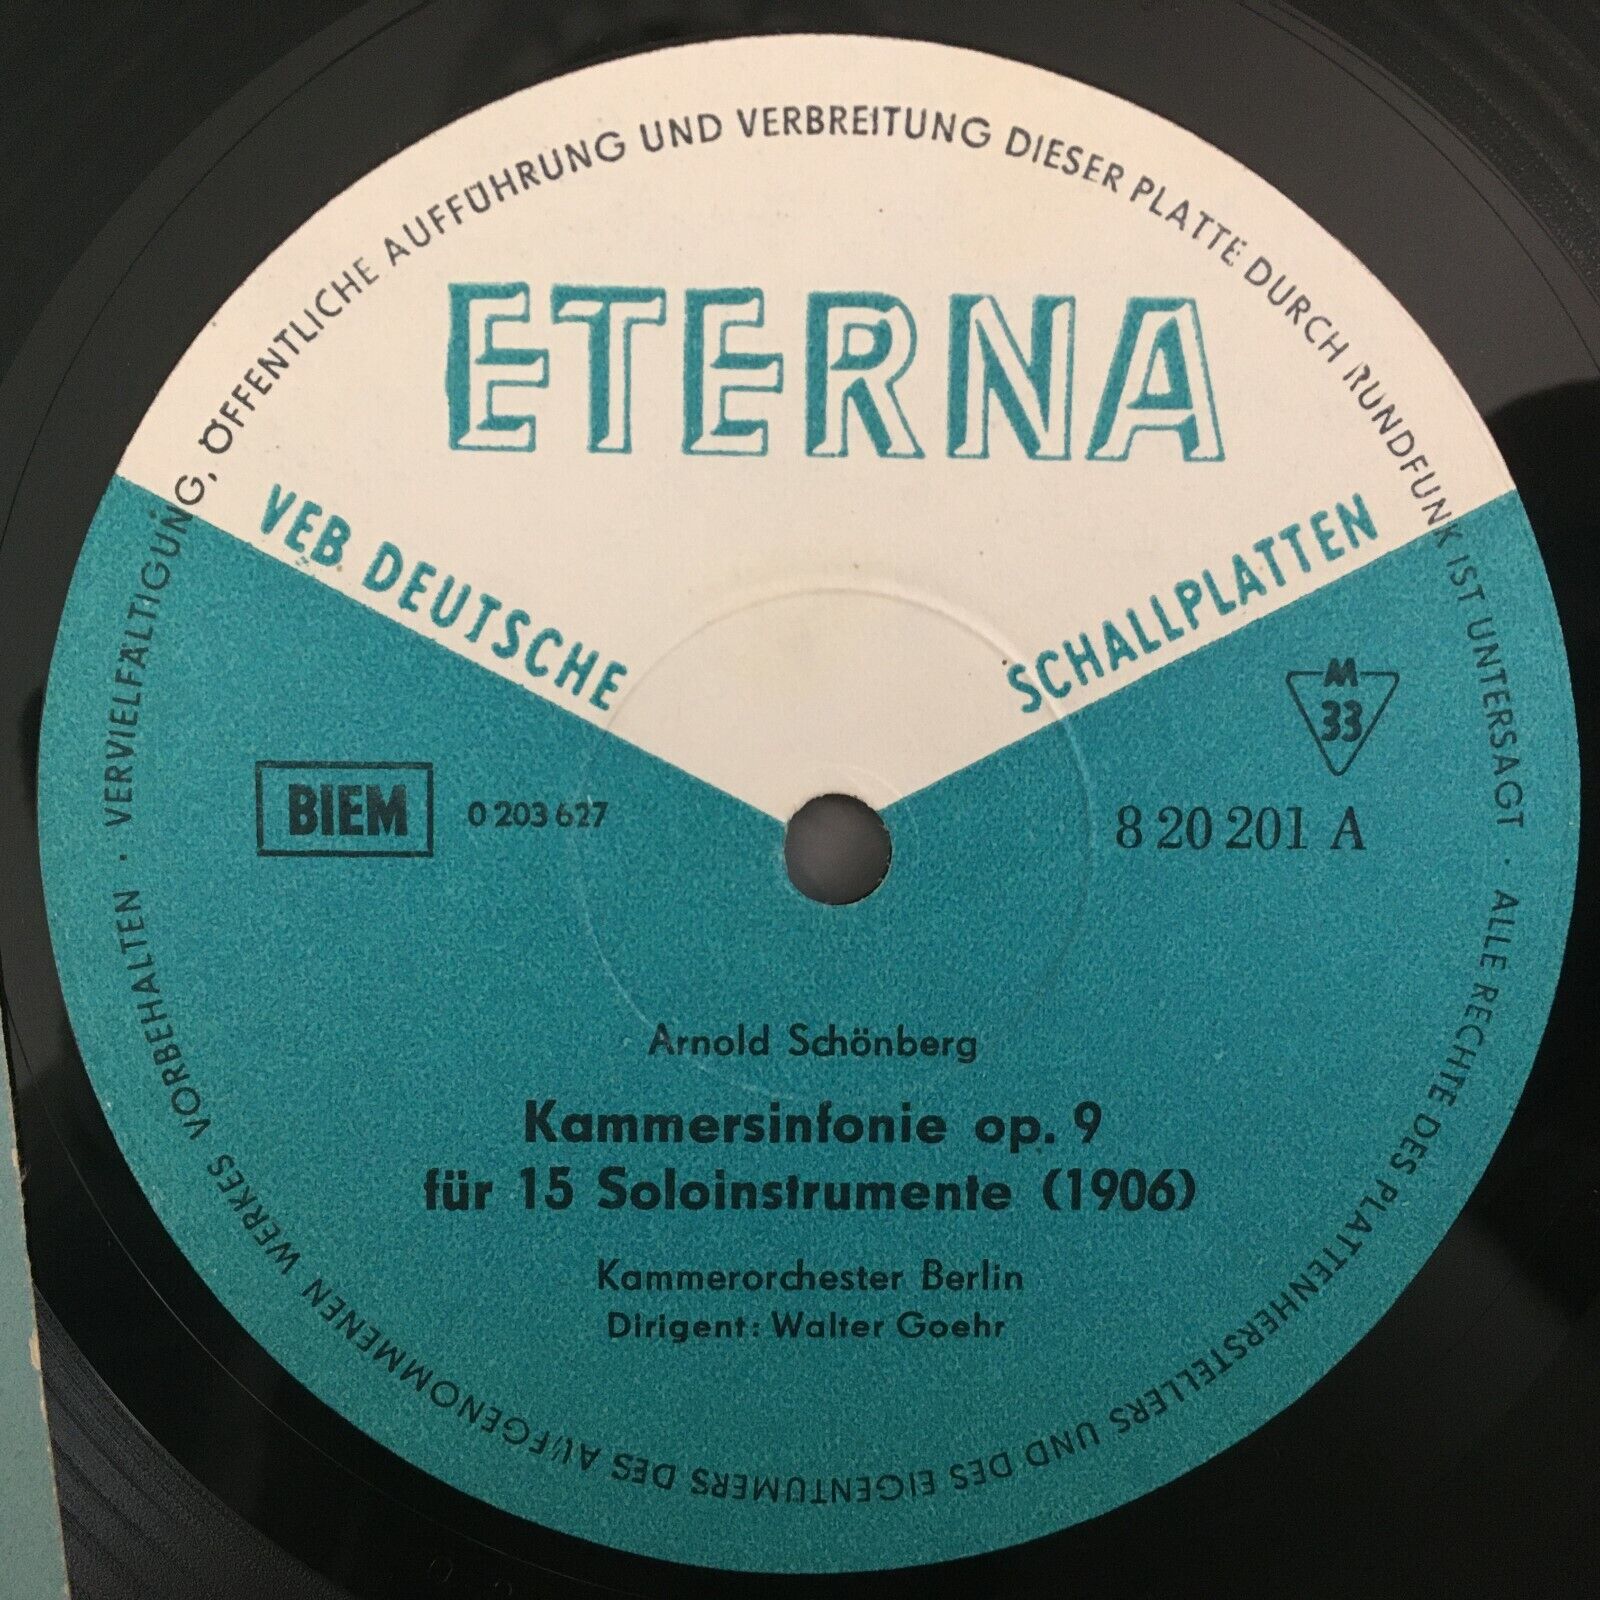 ALLE RECHTE DES PLATTENHERSTELLERS UND DES EIGENTÜMERS DES AUFGENOMMENEN WERKES VORBEHALTEN · VERVIELFÄLTIGUNG, ÖFFENTLICHE AUFFÜHRUNG UND VERBREITUNG DIESER PLATTE DURCH RUNDFUNK IST UNTERSAGT ·
ETERNA
VEB DEUTSCHE SCHALLPLATTEN
M
33
BIEM
0 203 627
8 20 201 A
Arnold Schönberg
Kammersinfonie op. 9
für 15 Soloinstrumente (1906)
Kammerorchester Berlin
Dirigent: Walter Goehr